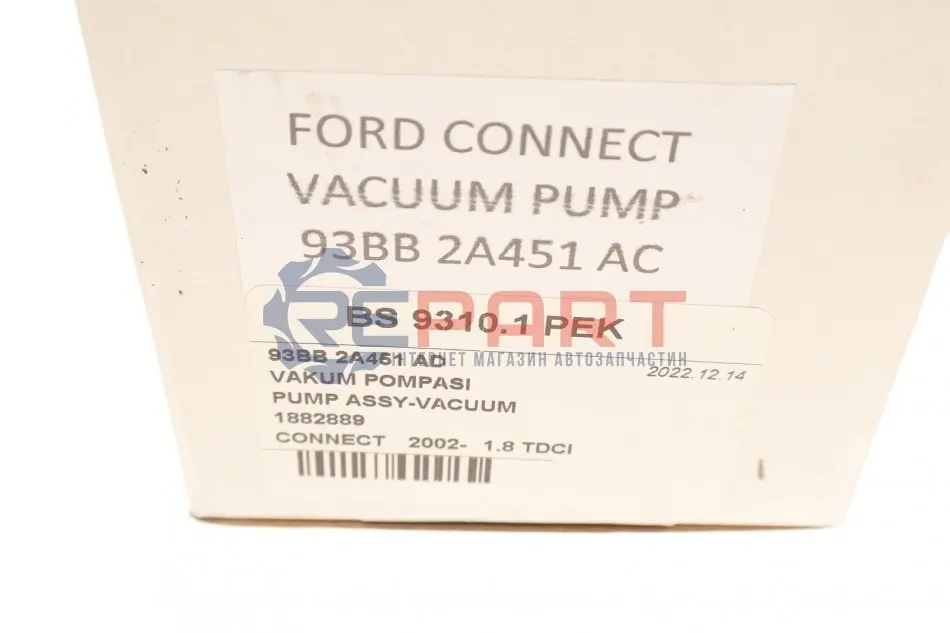 FORD CONNECT
VACUUM PUMP
93BB 2A451 AC
REPART
BS 9310.1 PEK
ІНТЕРНЕТ МАГАЗИН АВТОЗАПЧАСТИН
93BB 2A451 AD
2022.12.14
VAKUM POMPASI
PUMP ASSY-VACUUM
1882889
CONNECT 2002- 1.8 TDCI